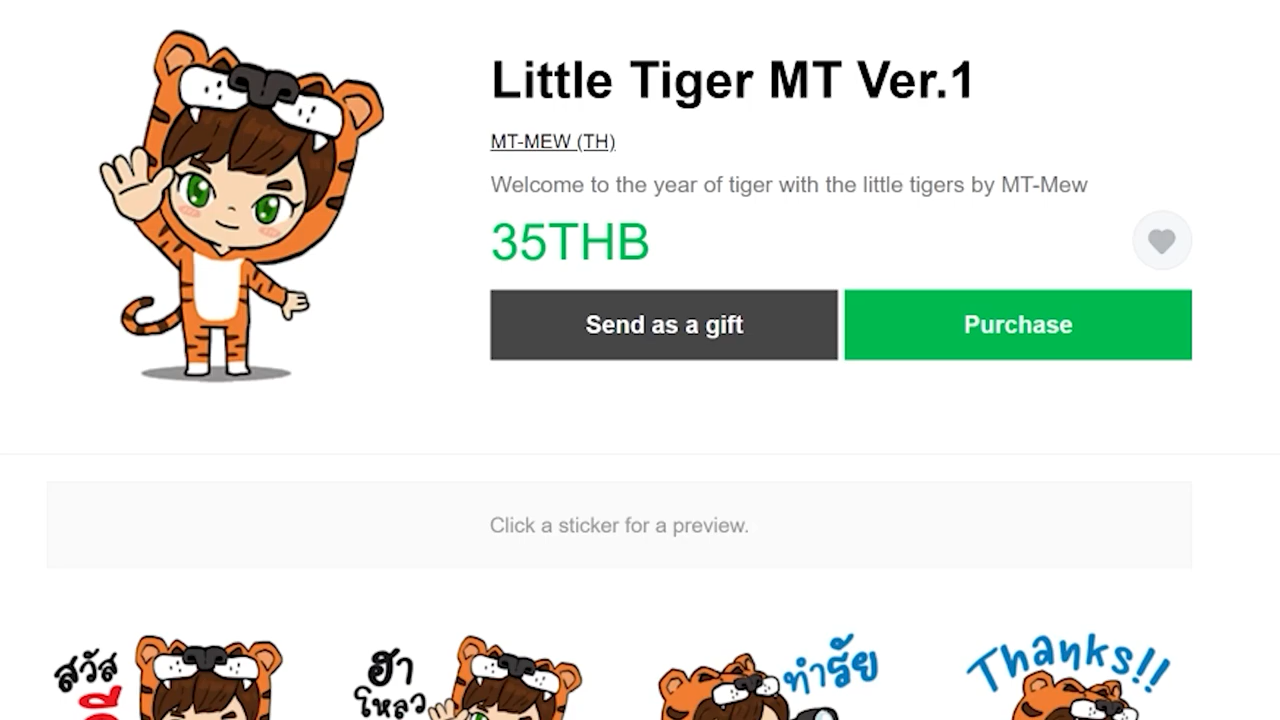 Little Tiger MT Ver.1
MT-MEW (TH)
Welcome to the year of tiger with the little tigers by MT-Mew
35THB
Send as a gift
Purchase
Click a sticker for a preview.
สวัส
ฮา
โหลว
ทำรัย
Thanks!!